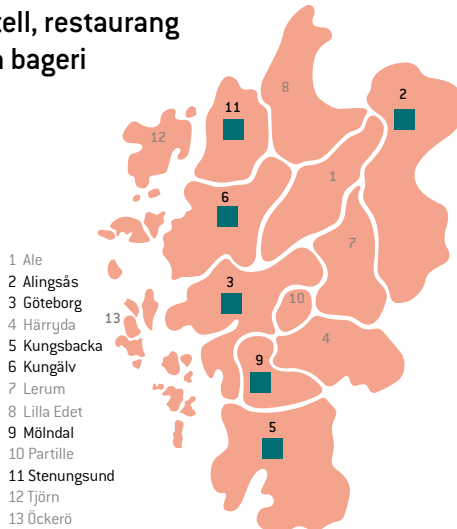 tell, restaurang
bageri
11
8
2
12
6
1
7
3
10
13
4
9
5
1 Ale
2 Alingsås
3 Göteborg
4 Härryda
5 Kungsbacka
6 Kungälv
7 Lerum
8 Lilla Edet
9 Mölndal
10 Partille
11 Stenungsund
12 Tjörn
13 Öckerö